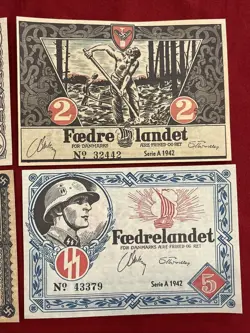 2
2
Fædrelandet
FOR DANMARKS ÆRE FRIHED OG RET
No 32442
Serie A 1942
Fædrelandet
FOR DANMARKS ÆRE FRIHED OG RET
No 43379
Serie A 1942
5